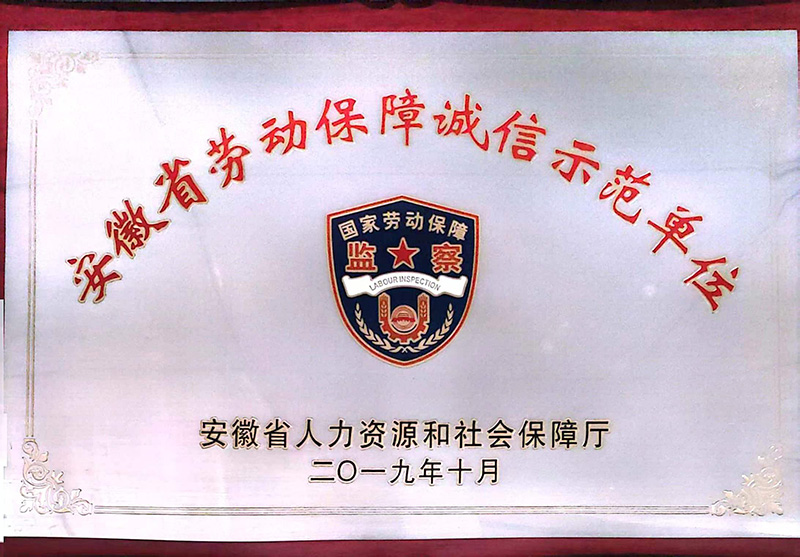 安徽省劳动保障诚信示范单位
国家劳动保障
监★察
LABOUR INSPECTION
安徽省人力资源和社会保障厅
二〇一九年十月